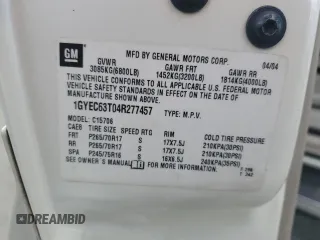 GM
MFD BY GENERAL MOTORS CORP. 04/04
GVWR GAWR FRT GAWR RR
3085KG(6800LB) 1452KG(3200LB) 1814KG(4000LB)
THIS VEHICLE CONFORMS TO ALL APPLICABLE U.S. FEDERAL MOTOR
VEHICLE SAFETY STANDARDS IN EFFECT ON THE DATE OF
MANUFACTURE SHOWN ABOVE.
1GYEC63T04R277457 TYPE: M.P.V.
MODEL: C15706
TIRE SIZE SPEED RTG RIM COLD TIRE PRESSURE
FRT P265/70R17 S 17X7.5J 210KPA(30PSI)
RR P265/70R17 S 17X7.5J 210KPA(30PSI)
SPA P245/75R16 S 16X6.5J 240KPA(35PSI)
SEE OWNER'S MANUAL
DREAMBID